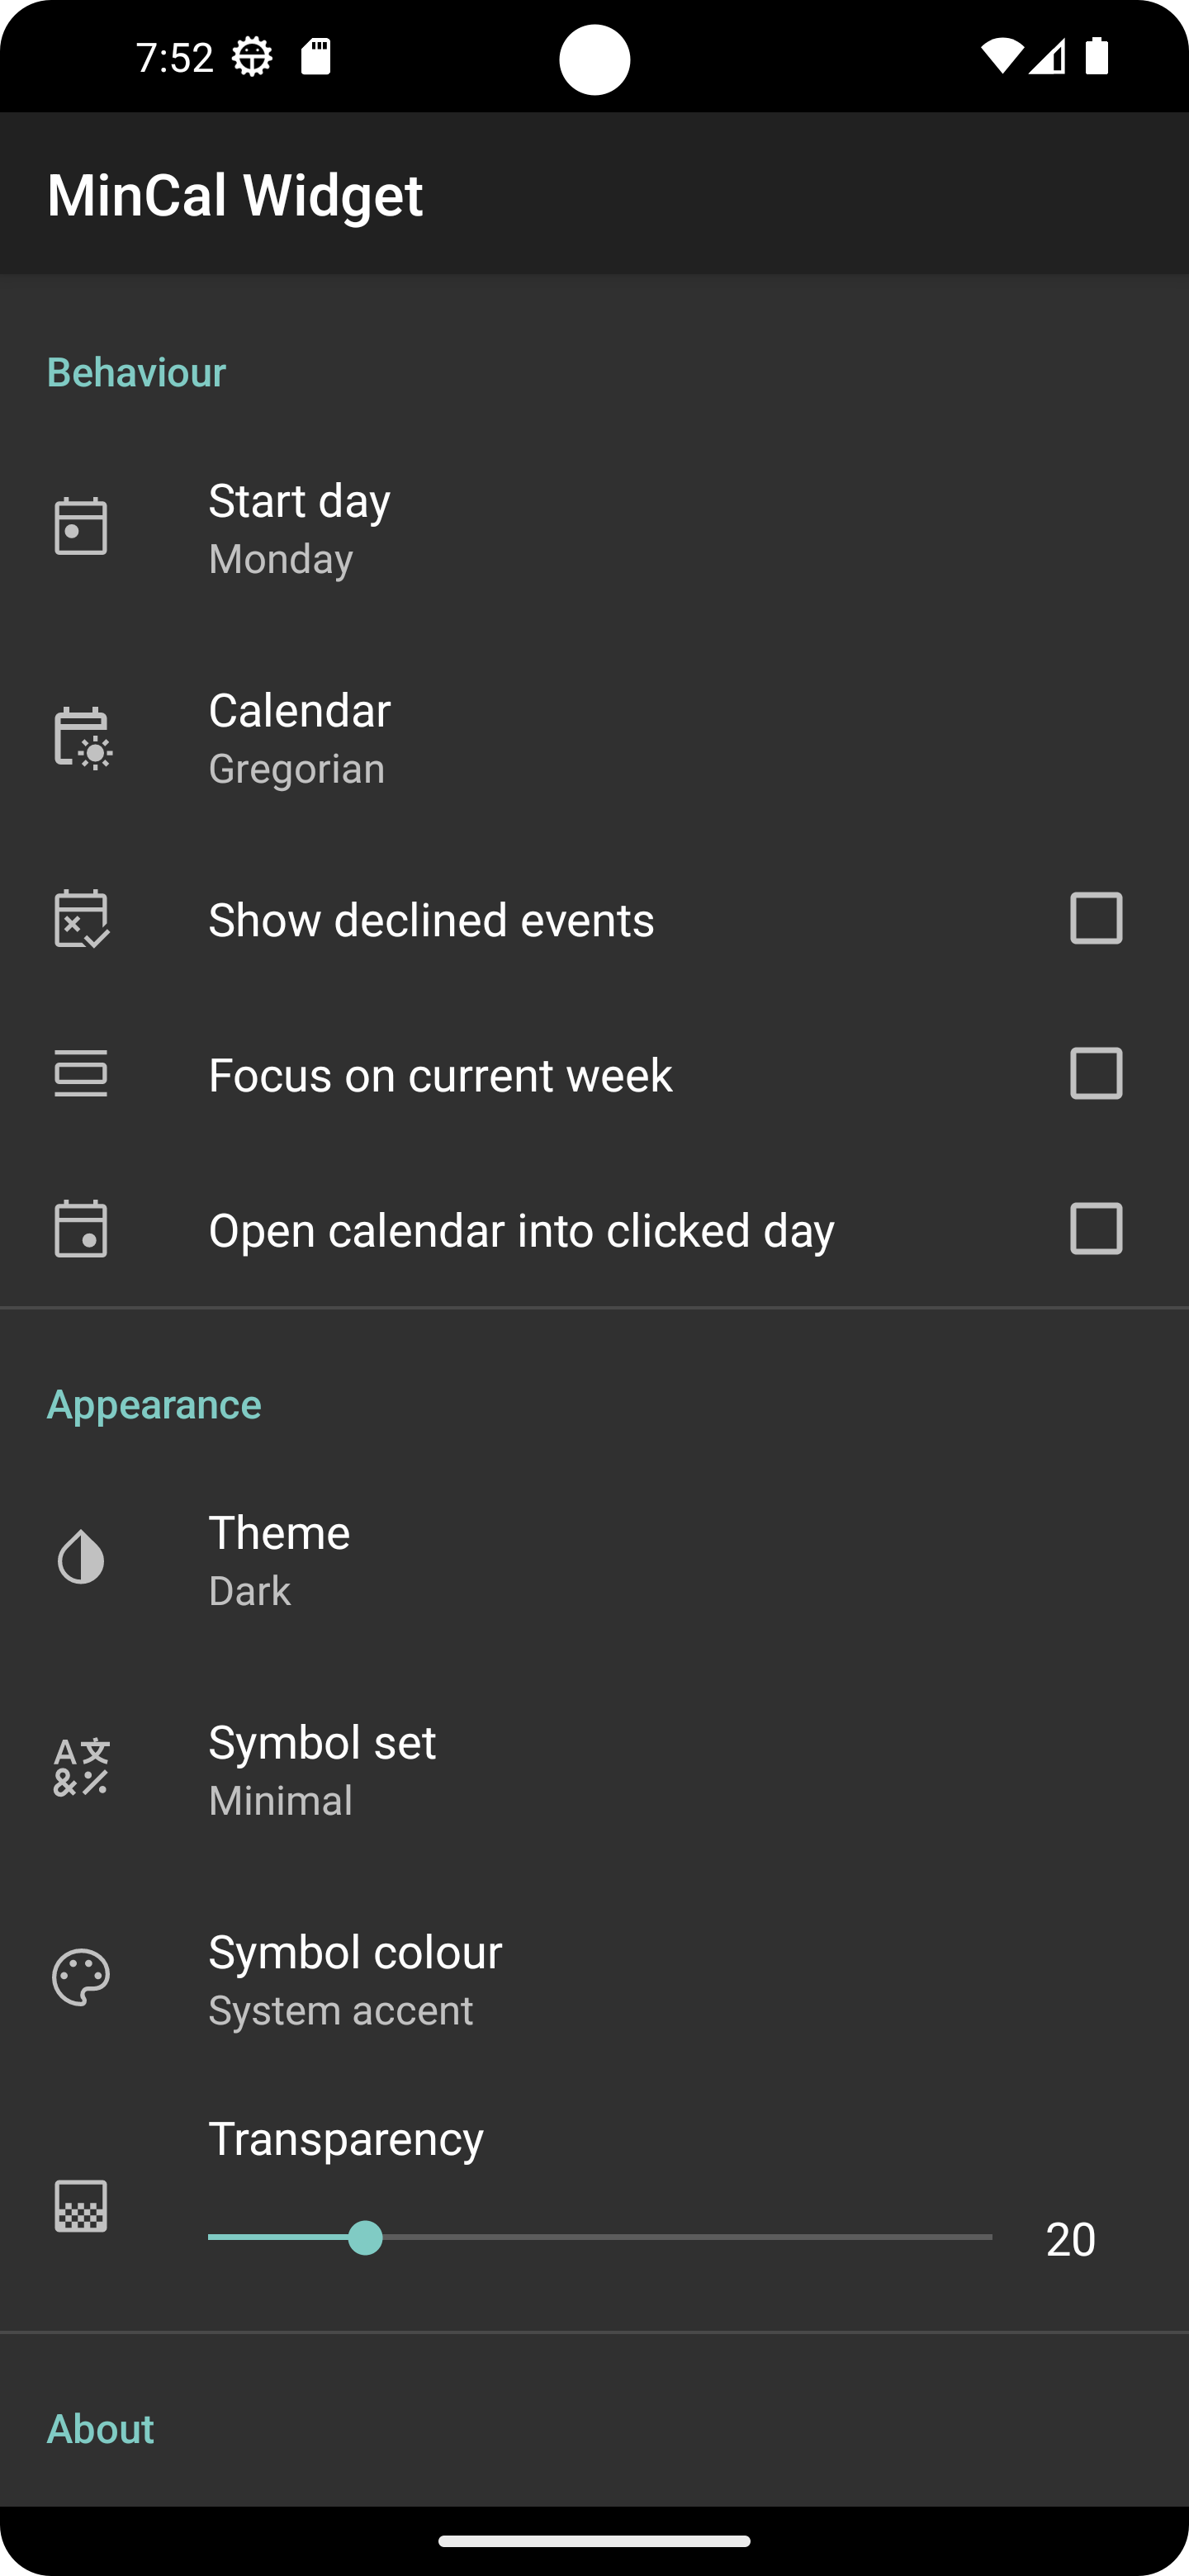 7:52
MinCal Widget
Behaviour
Start day
Monday
Calendar
Gregorian
Show declined events
Focus on current week
Open calendar into clicked day
Appearance
Theme
Dark
Symbol set
Minimal
Symbol colour
System accent
Transparency
20
About